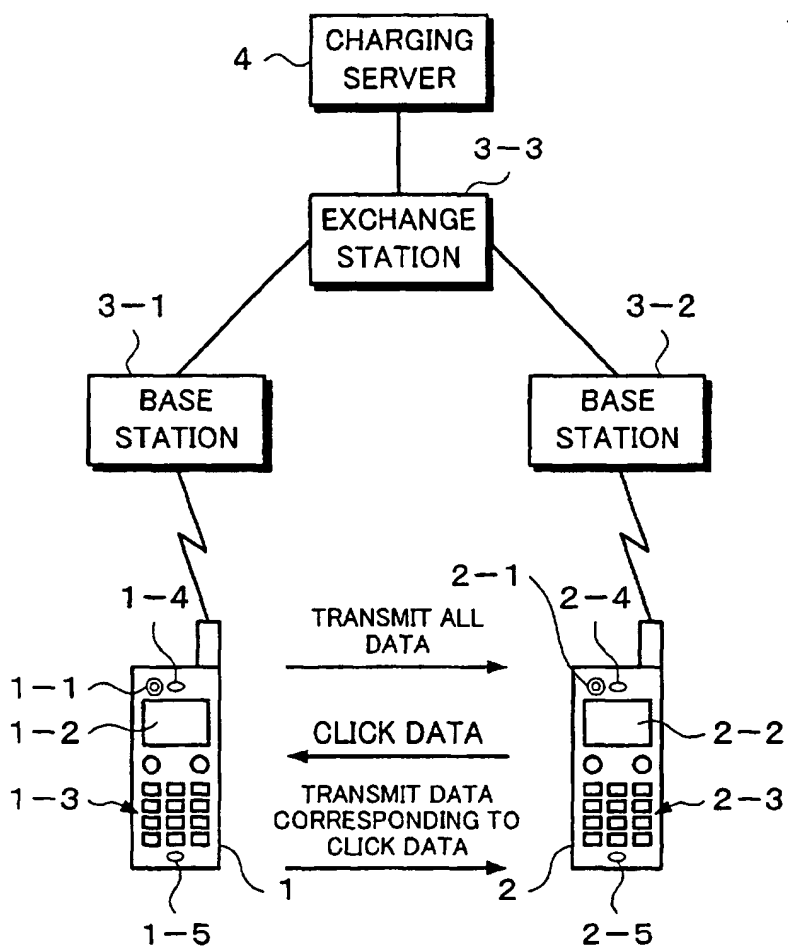 4
CHARGING
SERVER
3-3
EXCHANGE
STATION
3-1
3-2
BASE
STATION
BASE
STATION
1-4
TRANSMIT ALL
DATA
2-1
2-4
1-1
1-2
CLICK DATA
2-2
1-3
TRANSMIT DATA
CORRESPONDING TO
CLICK DATA
2-3
1
2
1-5
2-5